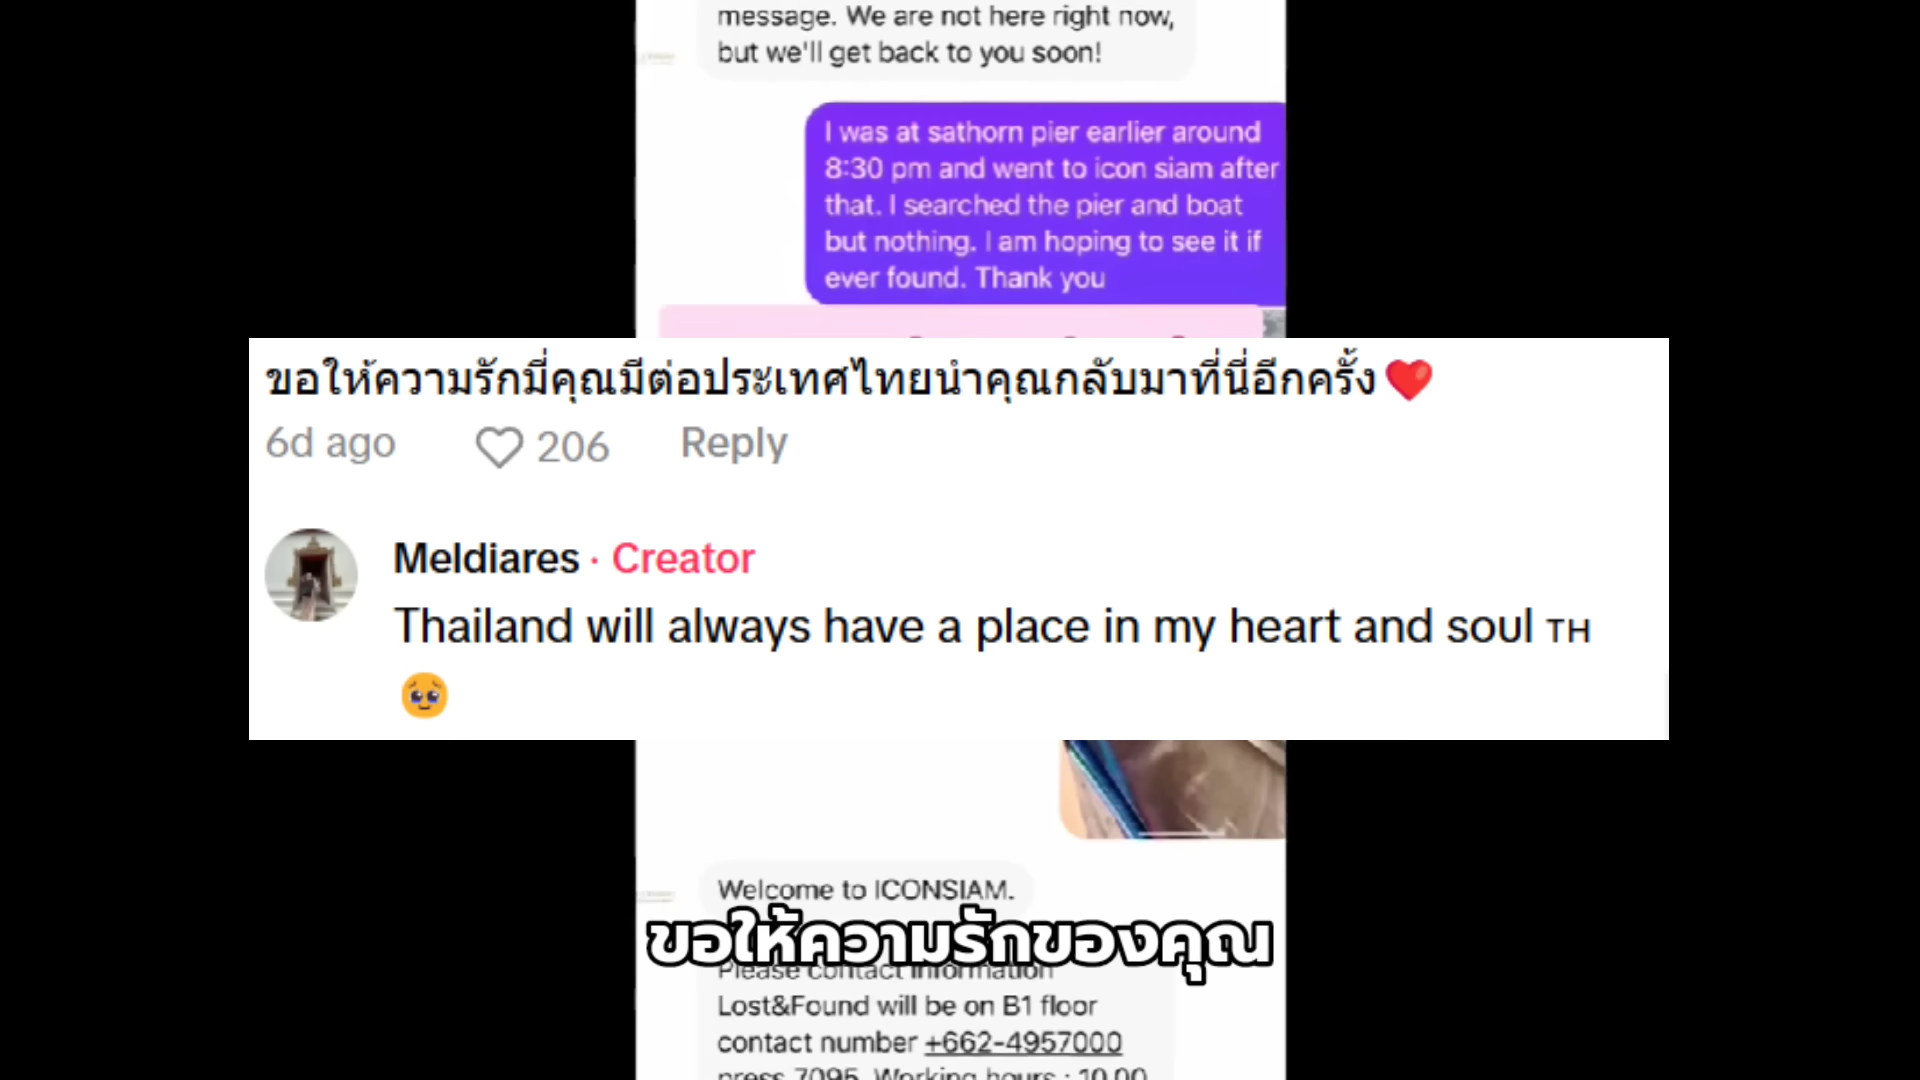 message. We are not here right now,
but we'll get back to you soon!
I was at sathorn pier earlier around
8:30 pm and went to icon siam after
that. I searched the pier and boat
but nothing. I am hoping to see it if
ever found. Thank you
ขอให้ความรักมี่คุณมีต่อประเทศไทยนำคุณกลับมาที่นี่อีกครั้ง❤️
6d ago 206 Reply
Meldiares · Creator
Thailand will always have a place in my heart and soul TH
🥹
Welcome to ICONSIAM.
ขอให้ความรักของคุณ
Please contact information
Lost&Found will be on B1 floor
contact number +662-4957000
press 7095. Working hours : 10.00